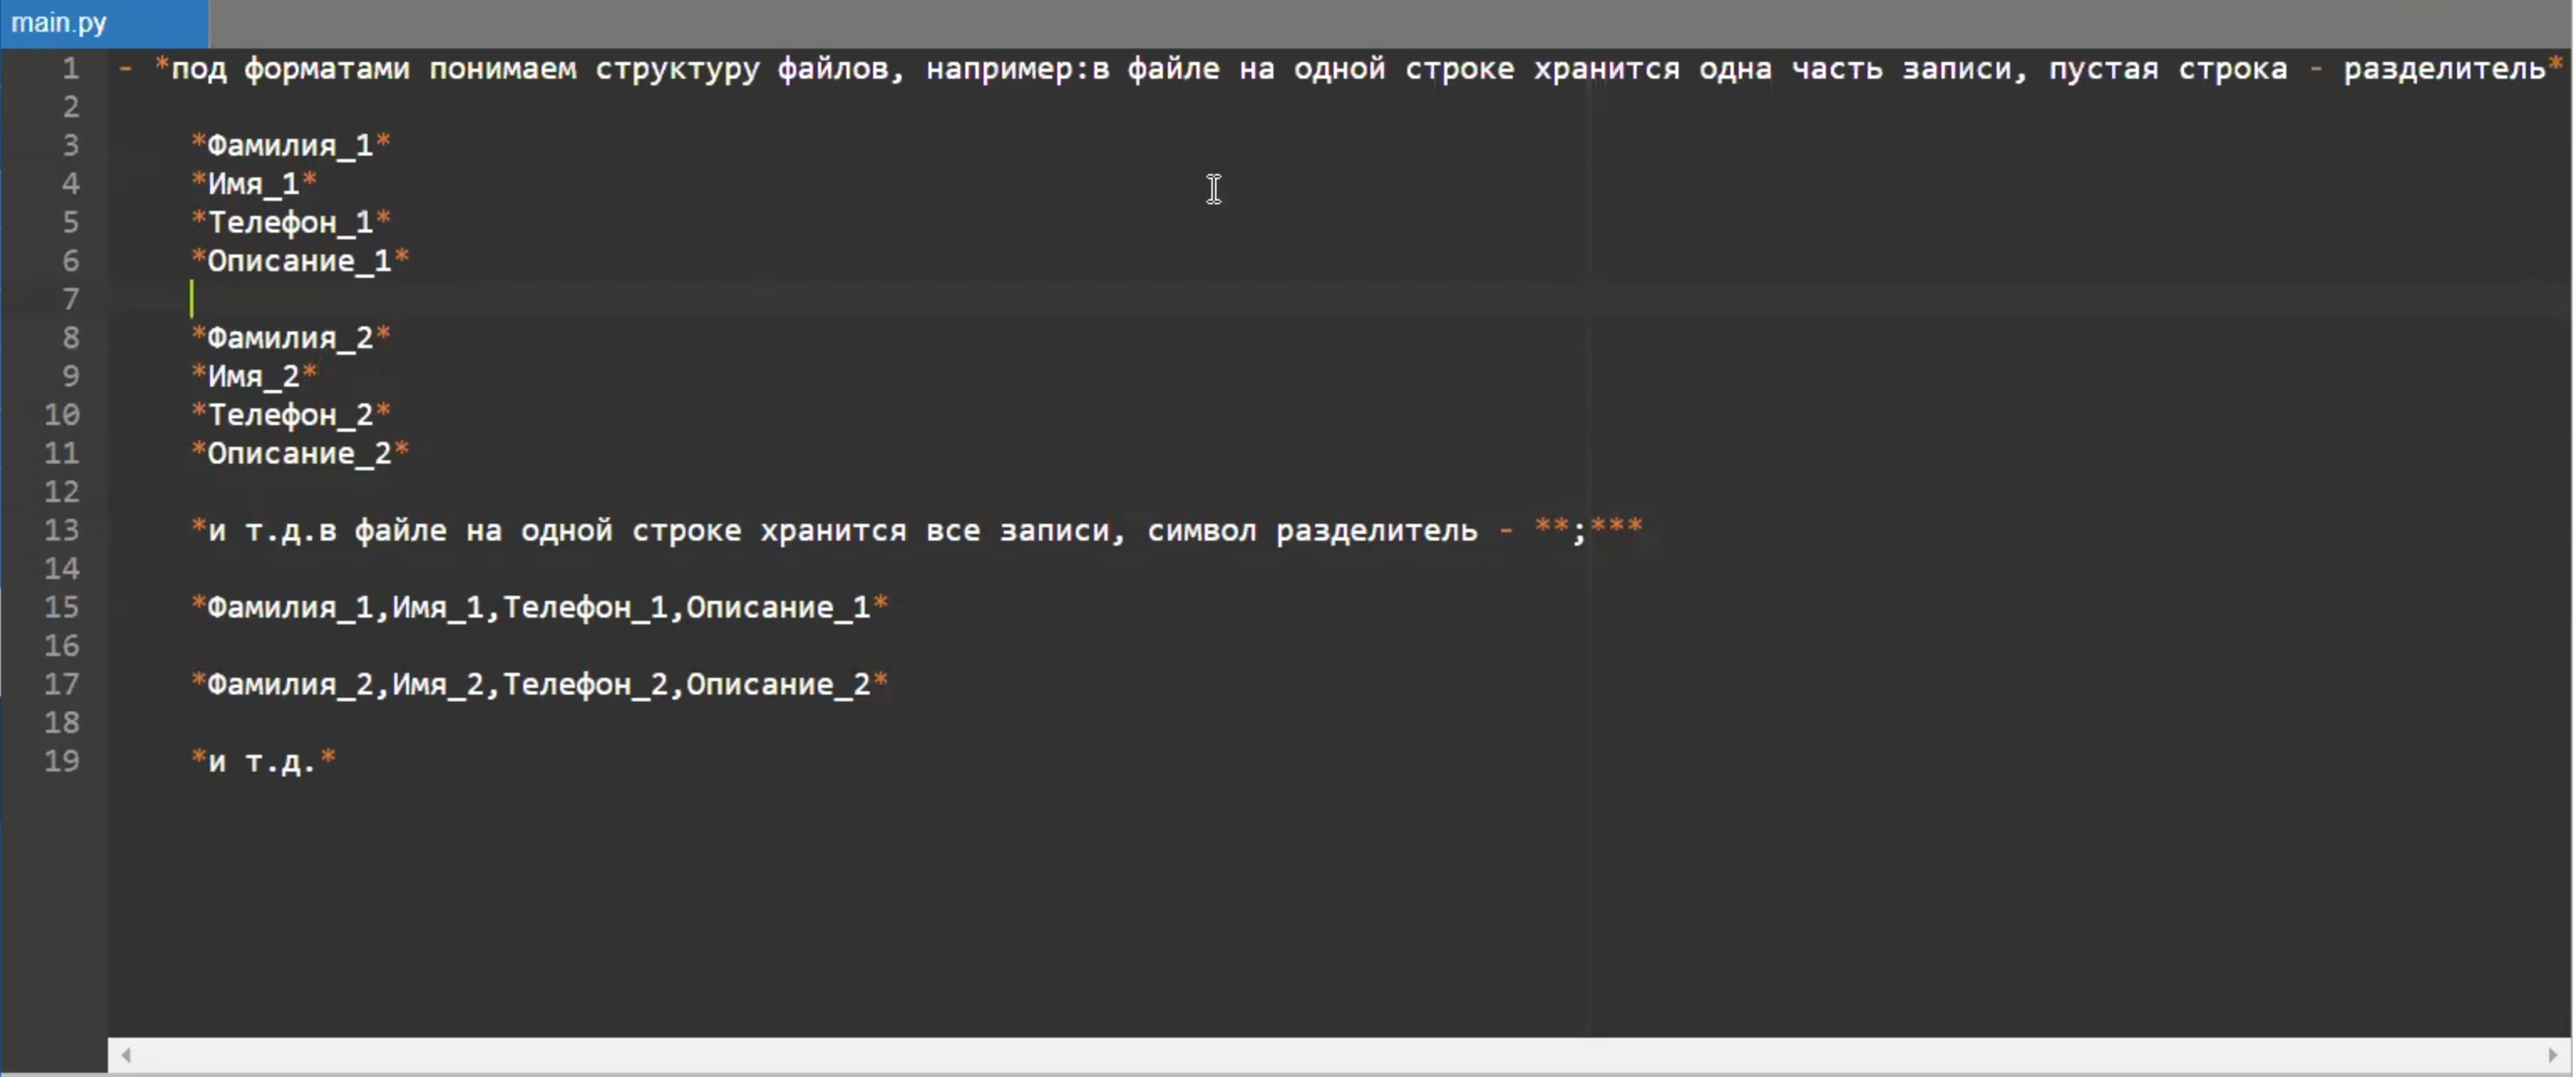 main.py
1 - *под форматами понимаем структуру файлов, например:в файле на одной строке хранится одна часть записи, пустая строка - разделитель*
2
3 *Фамилия_1*
4 *Имя_1*
5 *Телефон_1*
6 *Описание_1*
7
8 *Фамилия_2*
9 *Имя_2*
10 *Телефон_2*
11 *Описание_2*
12
13 *и т.д.в файле на одной строке хранится все записи, символ разделитель - **;***
14
15 *Фамилия_1,Имя_1,Телефон_1,Описание_1*
16
17 *Фамилия_2,Имя_2,Телефон_2,Описание_2*
18
19 *и т.д.*